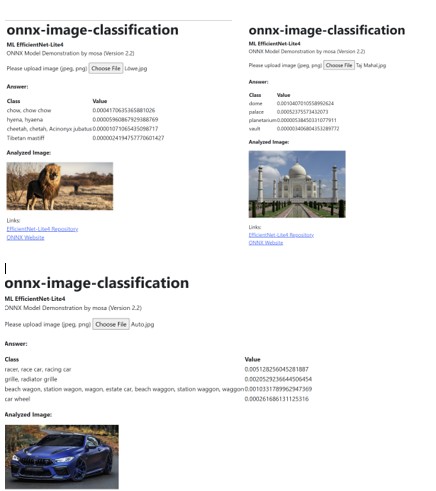 onnx-image-classification
ML EfficientNet-Lite4
ONNX Model Demonstration by mosa (Version 2.2)
Please upload image (jpeg, png) Choose File Löwe.jpg
Answer:
Class Value
chow, chow chow 0.00041706353658810​26
hyena, hyaena 0.00005960867929388769
cheetah, chetah, Acinonyx jubatus 0.00001071065435098717
Tibetan mastiff 0.0000024194757770601427
Analyzed Image:
Links:
EfficientNet-Lite4 Repository
ONNX Website
onnx-image-classification
ML EfficientNet-Lite4
ONNX Model Demonstration by mosa (Version 2.2)
Please upload image (jpeg, png) Choose File Taj Mahal.jpg
Answer:
Class Value
dome 0.0010407010558992624
palace 0.00052375573432073
planetarium 0.000005384503310779​11
vault 0.000003406804353289772
Analyzed Image:
Links:
EfficientNet-Lite4 Repository
ONNX Website
onnx-image-classification
ML EfficientNet-Lite4
ONNX Model Demonstration by mosa (Version 2.2)
Please upload image (jpeg, png) Choose File Auto.jpg
Answer:
Class Value
racer, race car, racing car 0.005128256045281887
grille, radiator grille 0.0020529236644506454
beach wagon, station wagon, wagon, estate car, beach waggon, station waggon, waggon 0.0010331789962947369
car wheel 0.000261686131125316
Analyzed Image: